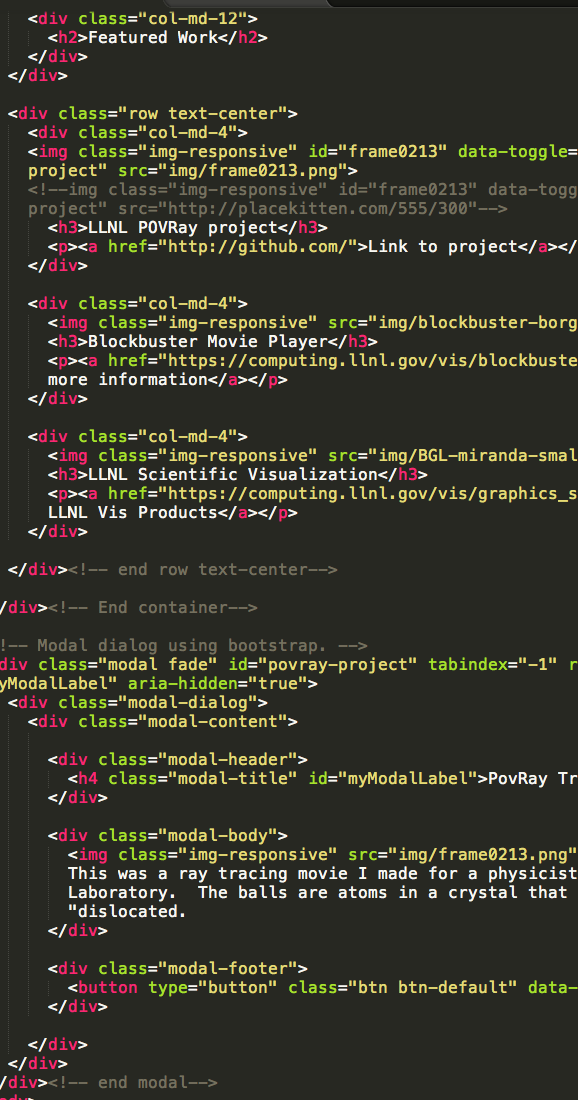 <div class="col-md-12">
<h2>Featured Work</h2>
</div>
</div>
<div class="row text-center">
<div class="col-md-4">
<img class="img-responsive" id="frame0213" data-toggle=
project" src="img/frame0213.png">
<!--img class="img-responsive" id="frame0213" data-togg
project" src="http://placekitten.com/555/300"-->
<h3>LLNL POVRay project</h3>
<p><a href="http://github.com/">Link to project</a></
</div>
<div class="col-md-4">
<img class="img-responsive" src="img/blockbuster-borg
<h3>Blockbuster Movie Player</h3>
<p><a href="https://computing.llnl.gov/vis/blockbuste
more information</a></p>
</div>
<div class="col-md-4">
<img class="img-responsive" src="img/BGL-miranda-smal
<h3>LLNL Scientific Visualization</h3>
<p><a href="https://computing.llnl.gov/vis/graphics_s
LLNL Vis Products</a></p>
</div>
</div><!-- end row text-center-->
/div><!-- End container-->
!-- Modal dialog using bootstrap. -->
div class="modal fade" id="povray-project" tabindex="-1" r
yModalLabel" aria-hidden="true">
<div class="modal-dialog">
<div class="modal-content">
<div class="modal-header">
<h4 class="modal-title" id="myModalLabel">PovRay Tr
</div>
<div class="modal-body">
<img class="img-responsive" src="img/frame0213.png"
This was a ray tracing movie I made for a physicist
Laboratory.  The balls are atoms in a crystal that
"dislocated.
</div>
<div class="modal-footer">
<button type="button" class="btn btn-default" data-
</div>
</div>
</div>
/div><!-- end modal-->